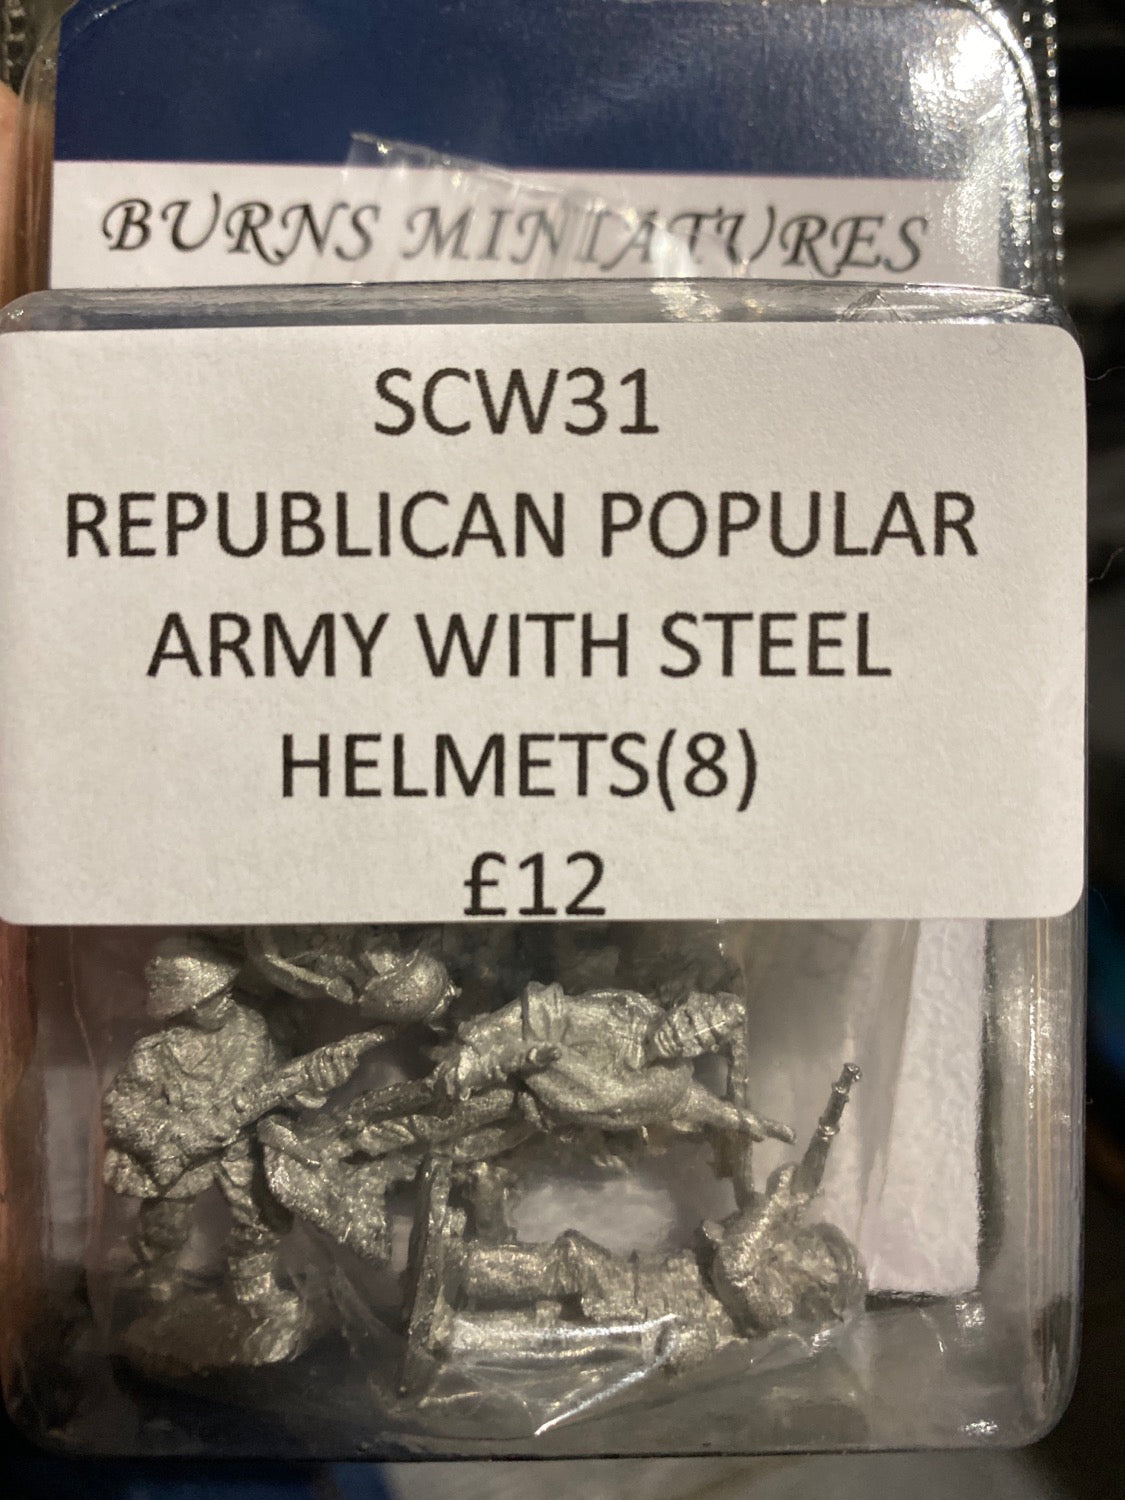 BURNS MINIATURES
SCW31
REPUBLICAN POPULAR
ARMY WITH STEEL
HELMETS(8)
£12